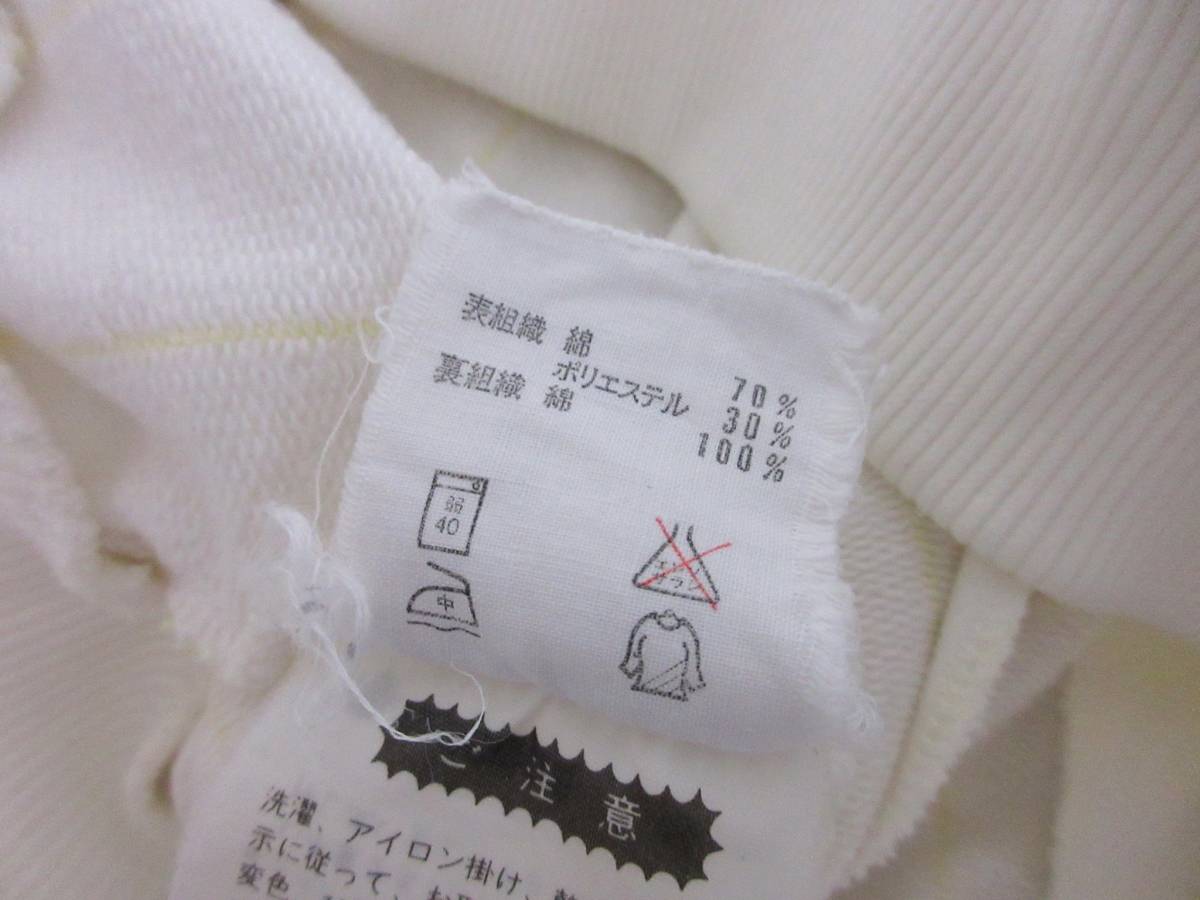 表組織 綿 70%
ポリエステル 30%
裏組織 綿 100%
弱
40
中
ご注意
洗濯、アイロン掛け、
示に従って、
変色